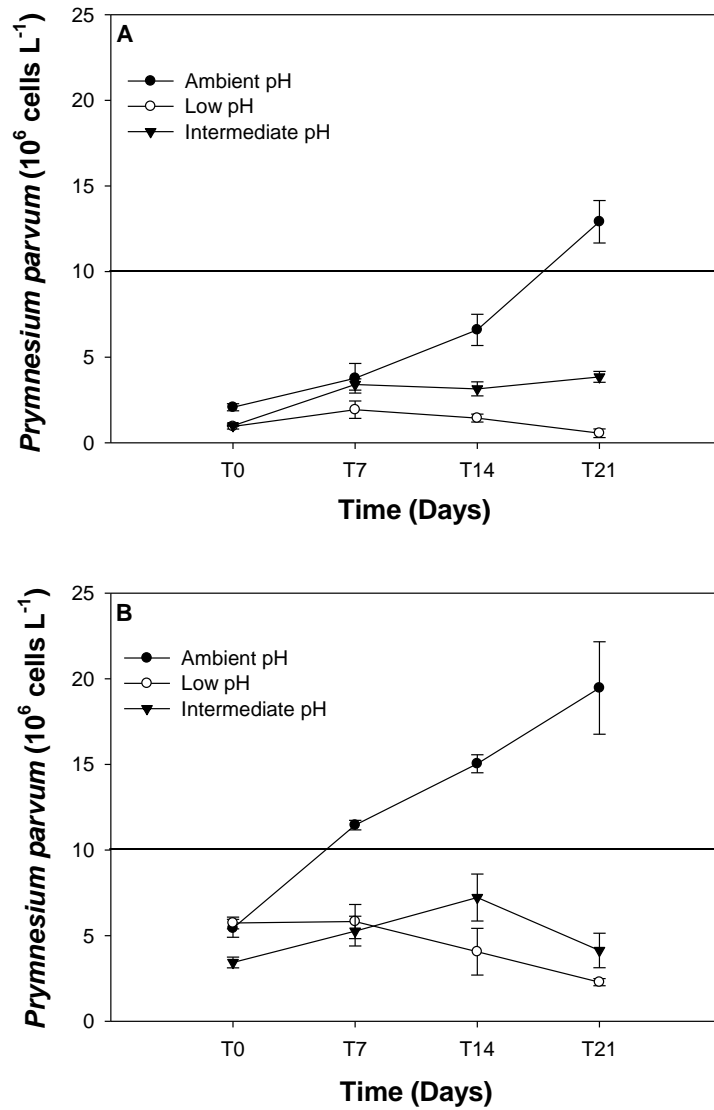 A
Ambient pH
Low pH
Intermediate pH
Prymnesium parvum (10⁶ cells L⁻¹)
25
20
15
10
5
0
T0 T7 T14 T21
Time (Days)
B
Ambient pH
Low pH
Intermediate pH
Prymnesium parvum (10⁶ cells L⁻¹)
25
20
15
10
5
0
T0 T7 T14 T21
Time (Days)